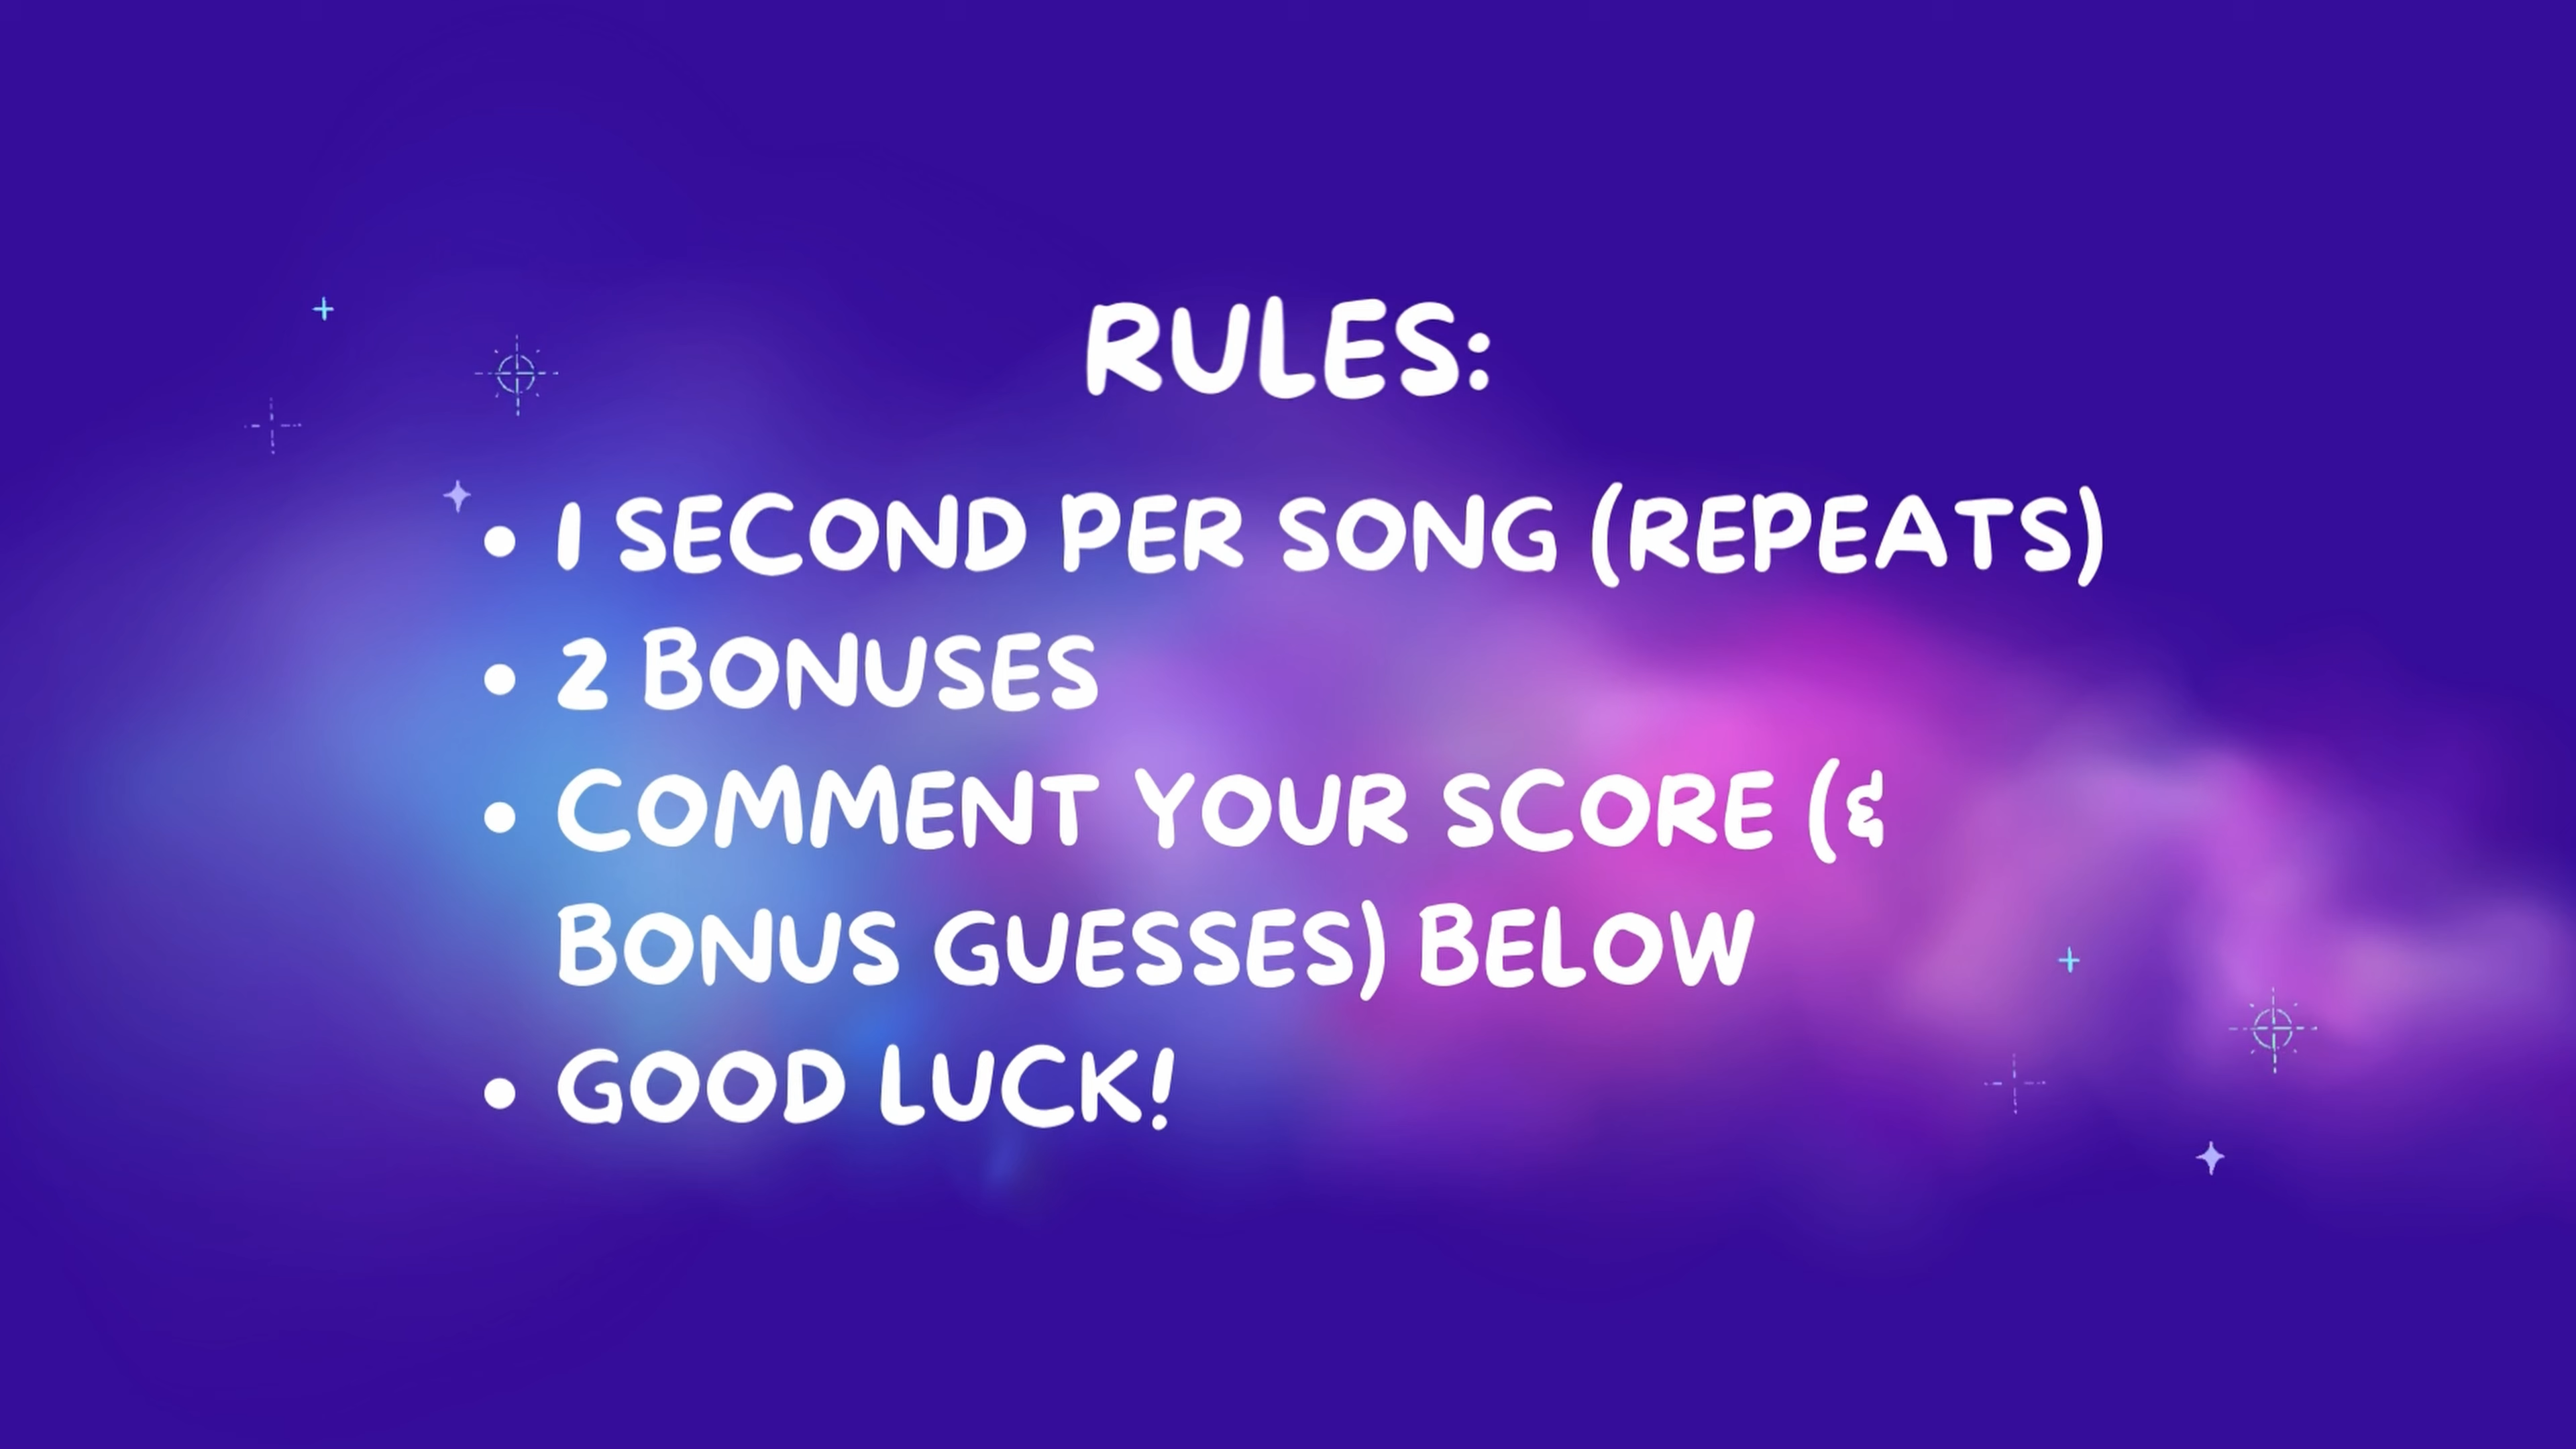 RULES:
• 1 SECOND PER SONG (REPEATS)
• 2 BONUSES
• COMMENT YOUR SCORE (&
BONUS GUESSES) BELOW
• GOOD LUCK!